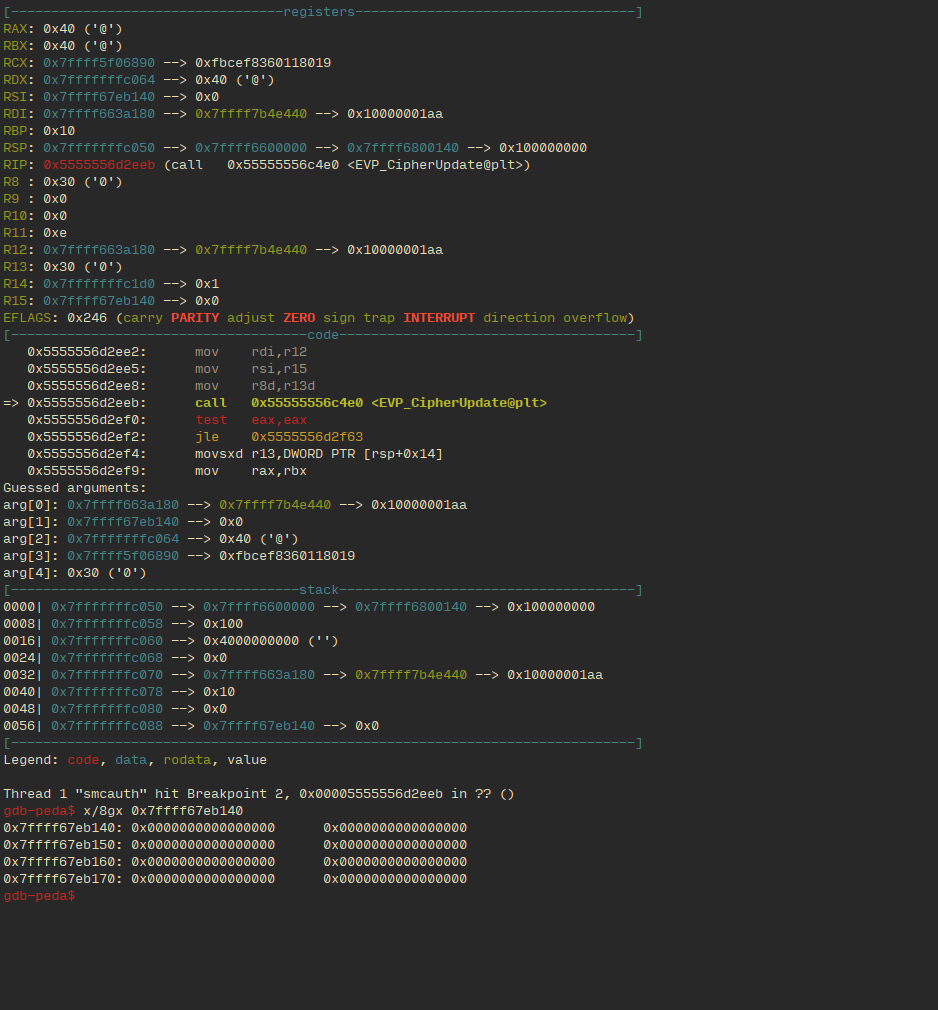 [----------------------------------registers-----------------------------------]
RAX: 0x40 ('@')
RBX: 0x40 ('@')
RCX: 0x7ffff5f06890 --> 0xfbcef8360118019
RDX: 0x7fffffffc064 --> 0x40 ('@')
RSI: 0x7ffff67eb140 --> 0x0
RDI: 0x7ffff663a180 --> 0x7ffff7b4e440 --> 0x10000001aa
RBP: 0x10
RSP: 0x7fffffffc050 --> 0x7ffff6600000 --> 0x7ffff6800140 --> 0x100000000
RIP: 0x5555556d2eeb (call   0x55555556c4e0 <EVP_CipherUpdate@plt>)
R8 : 0x30 ('0')
R9 : 0x0
R10: 0x0
R11: 0xe
R12: 0x7ffff663a180 --> 0x7ffff7b4e440 --> 0x10000001aa
R13: 0x30 ('0')
R14: 0x7fffffffc1d0 --> 0x1
R15: 0x7ffff67eb140 --> 0x0
EFLAGS: 0x246 (carry PARITY adjust ZERO sign trap INTERRUPT direction overflow)
[-------------------------------------code-------------------------------------]
   0x5555556d2ee2:      mov    rdi,r12
   0x5555556d2ee5:      mov    rsi,r15
   0x5555556d2ee8:      mov    r8d,r13d
=> 0x5555556d2eeb:      call   0x55555556c4e0 <EVP_CipherUpdate@plt>
   0x5555556d2ef0:      test   eax,eax
   0x5555556d2ef2:      jle    0x5555556d2f63
   0x5555556d2ef4:      movsxd r13,DWORD PTR [rsp+0x14]
   0x5555556d2ef9:      mov    rax,rbx
Guessed arguments:
arg[0]: 0x7ffff663a180 --> 0x7ffff7b4e440 --> 0x10000001aa
arg[1]: 0x7ffff67eb140 --> 0x0
arg[2]: 0x7fffffffc064 --> 0x40 ('@')
arg[3]: 0x7ffff5f06890 --> 0xfbcef8360118019
arg[4]: 0x30 ('0')
[------------------------------------stack-------------------------------------]
0000| 0x7fffffffc050 --> 0x7ffff6600000 --> 0x7ffff6800140 --> 0x100000000
0008| 0x7fffffffc058 --> 0x100
0016| 0x7fffffffc060 --> 0x4000000000 ('')
0024| 0x7fffffffc068 --> 0x0
0032| 0x7fffffffc070 --> 0x7ffff663a180 --> 0x7ffff7b4e440 --> 0x10000001aa
0040| 0x7fffffffc078 --> 0x10
0048| 0x7fffffffc080 --> 0x0
0056| 0x7fffffffc088 --> 0x7ffff67eb140 --> 0x0
[------------------------------------------------------------------------------]
Legend: code, data, rodata, value
Thread 1 "smcauth" hit Breakpoint 2, 0x00005555556d2eeb in ?? ()
gdb-peda$ x/8gx 0x7ffff67eb140
0x7ffff67eb140: 0x0000000000000000      0x0000000000000000
0x7ffff67eb150: 0x0000000000000000      0x0000000000000000
0x7ffff67eb160: 0x0000000000000000      0x0000000000000000
0x7ffff67eb170: 0x0000000000000000      0x0000000000000000
gdb-peda$